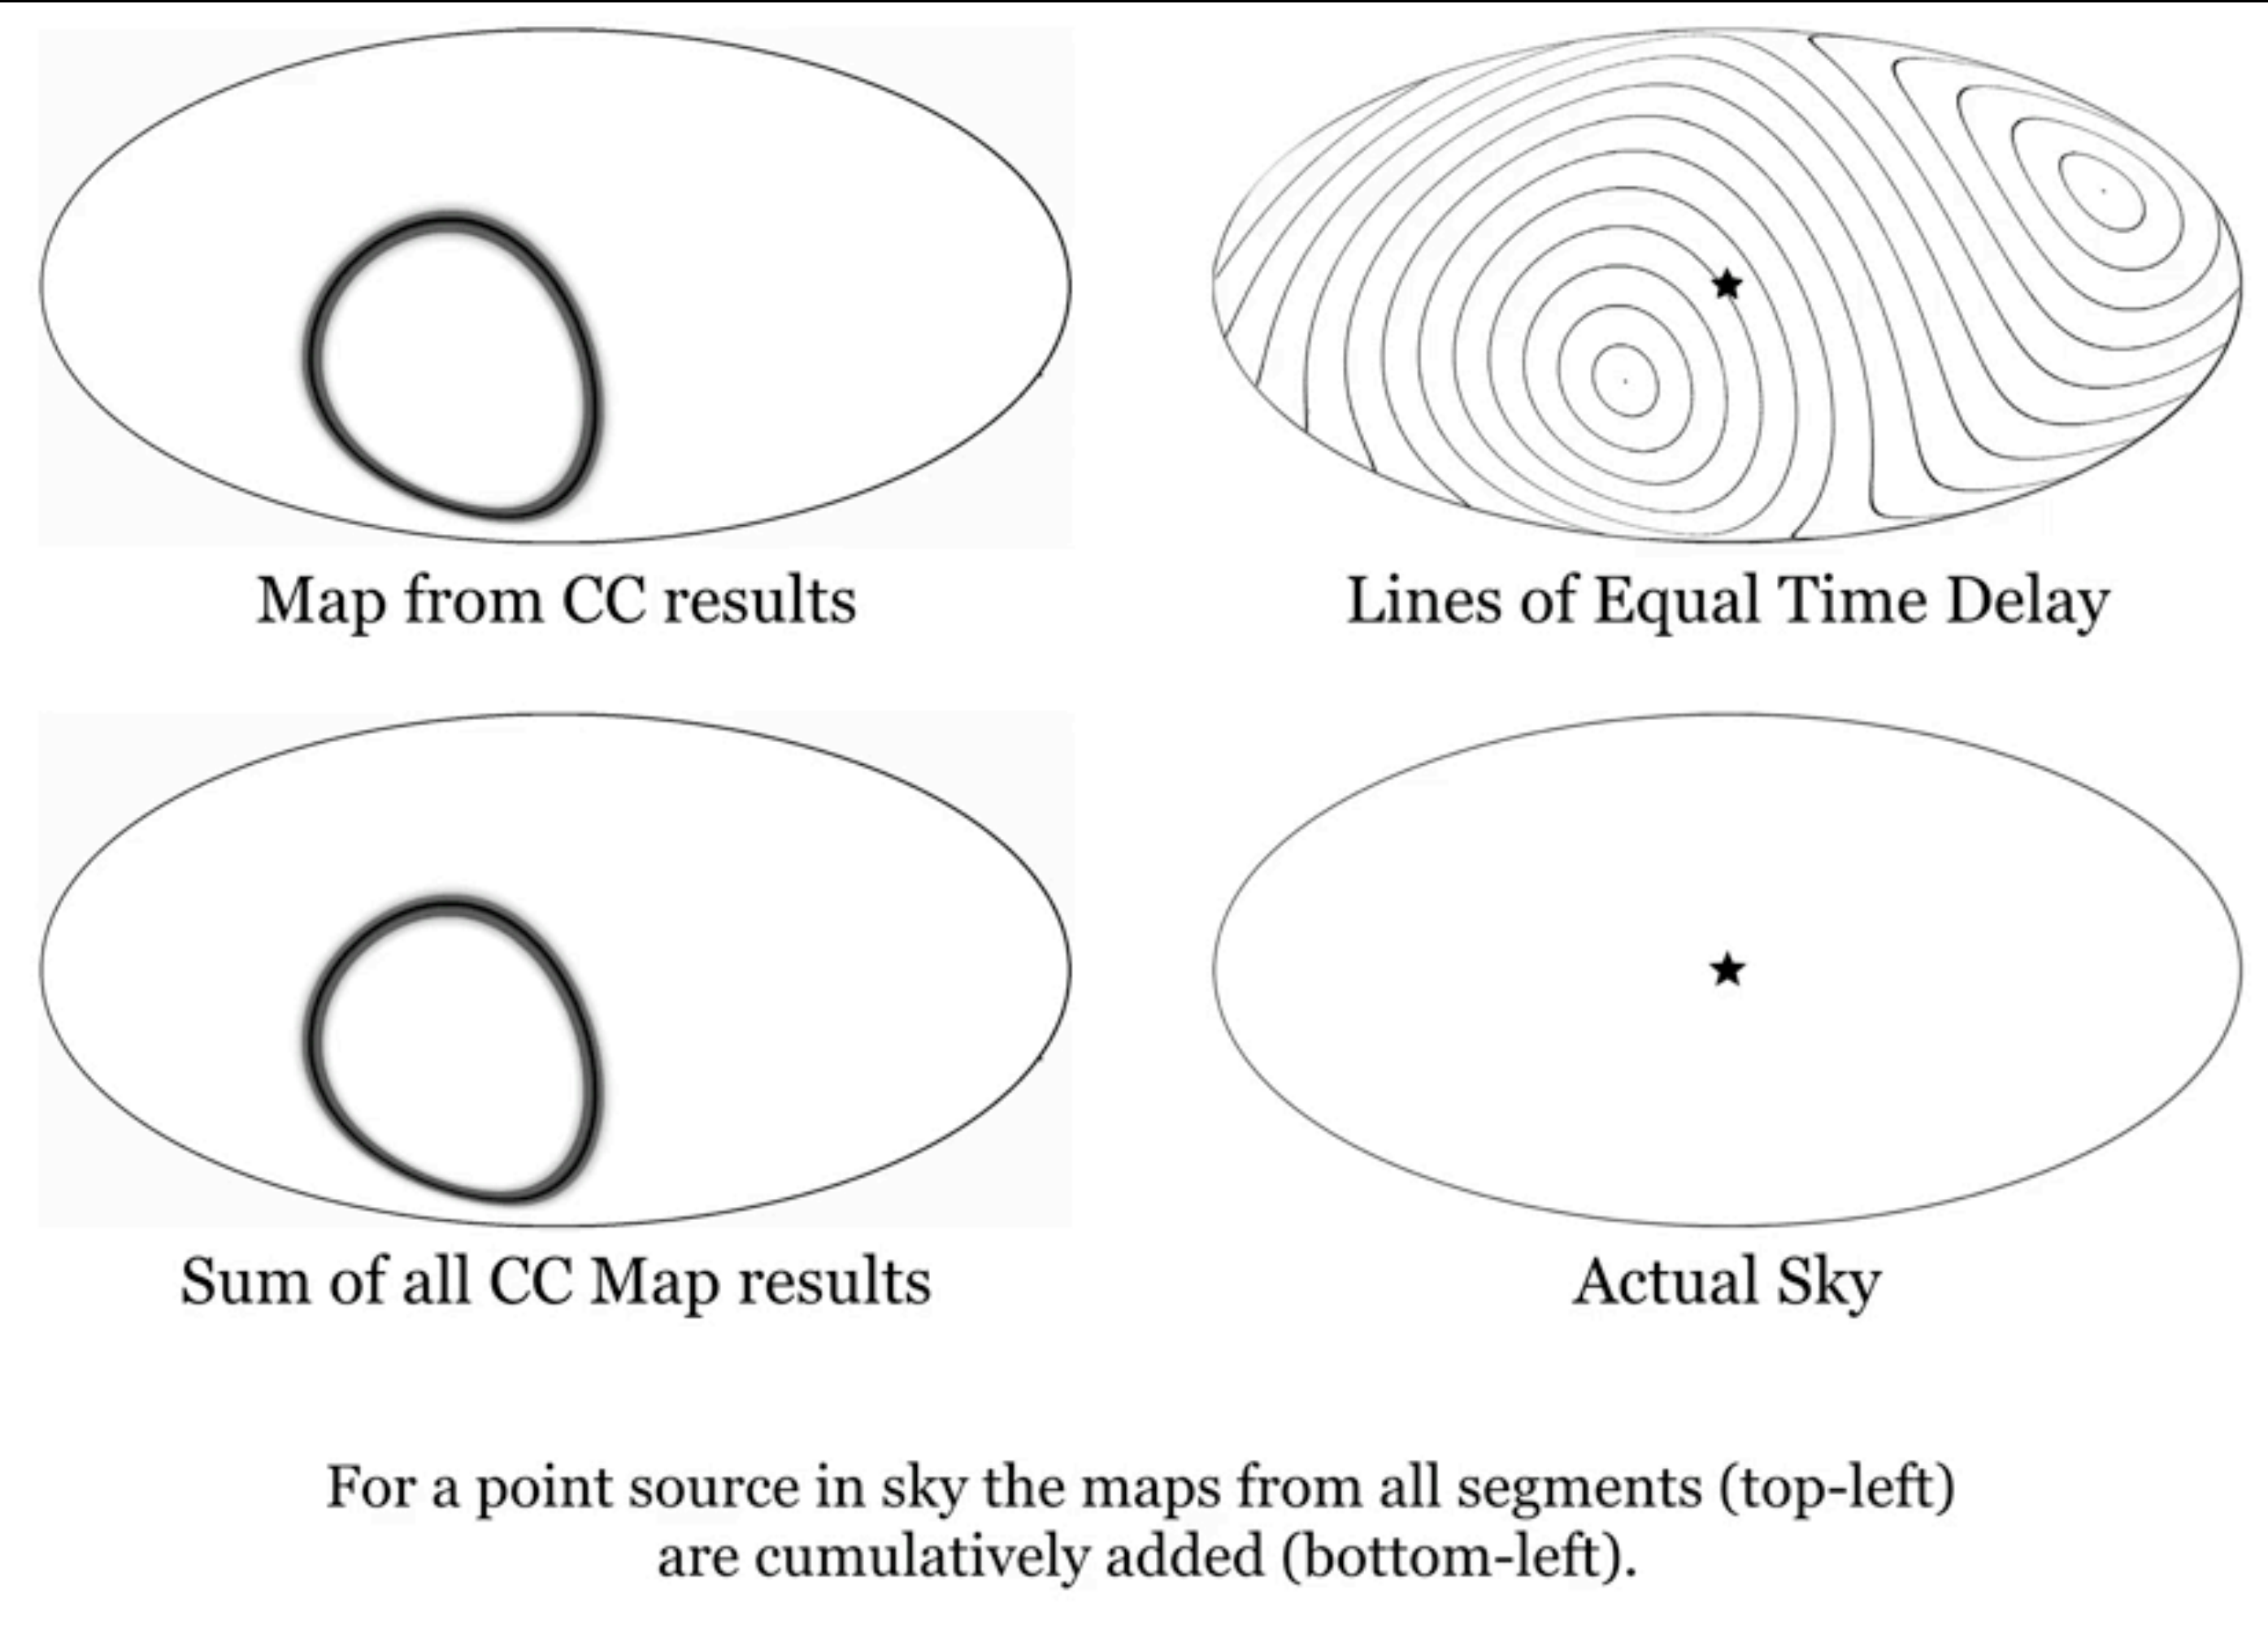 Map from CC results
Lines of Equal Time Delay
Sum of all CC Map results
Actual Sky
For a point source in sky the maps from all segments (top-left)
are cumulatively added (bottom-left).